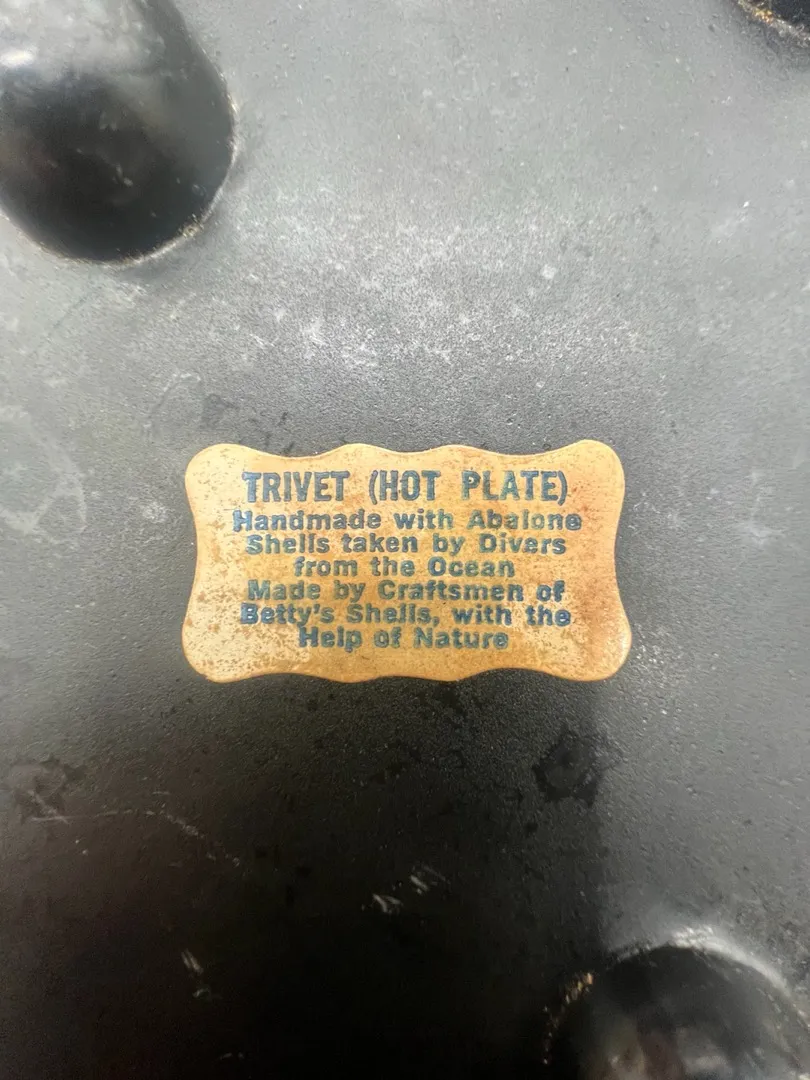 TRIVET (HOT PLATE)
Handmade with Abalone
Shells taken by Divers
from the Ocean
Made by Craftsmen of
Betty's Shells, with the
Help of Nature